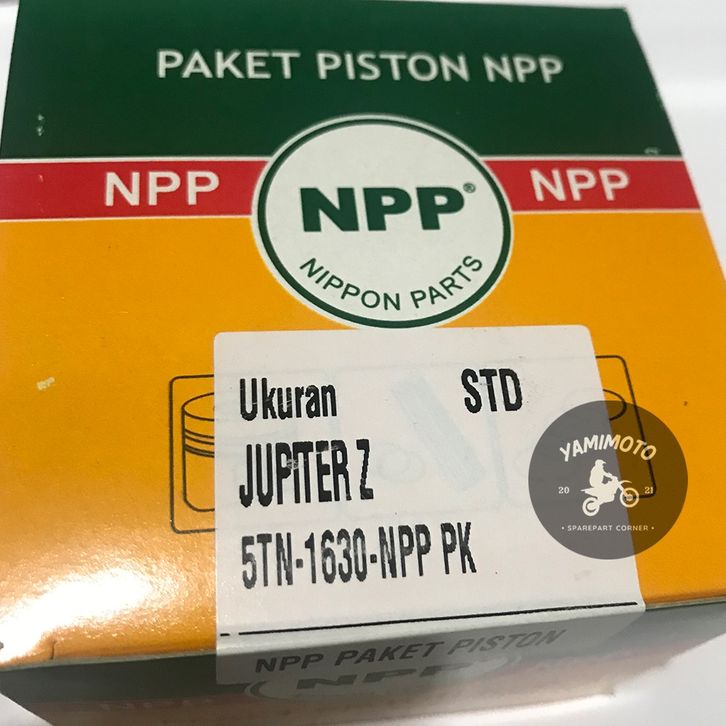 PAKET PISTON NPP
NPP
NPP®
NPP
NIPPON PARTS
Ukuran STD
JUPITER Z
5TN-1630-NPP PK
YAMIMOTO
20 21
• SPAREPART CORNER •
NPP PAKET PISTON
NPP